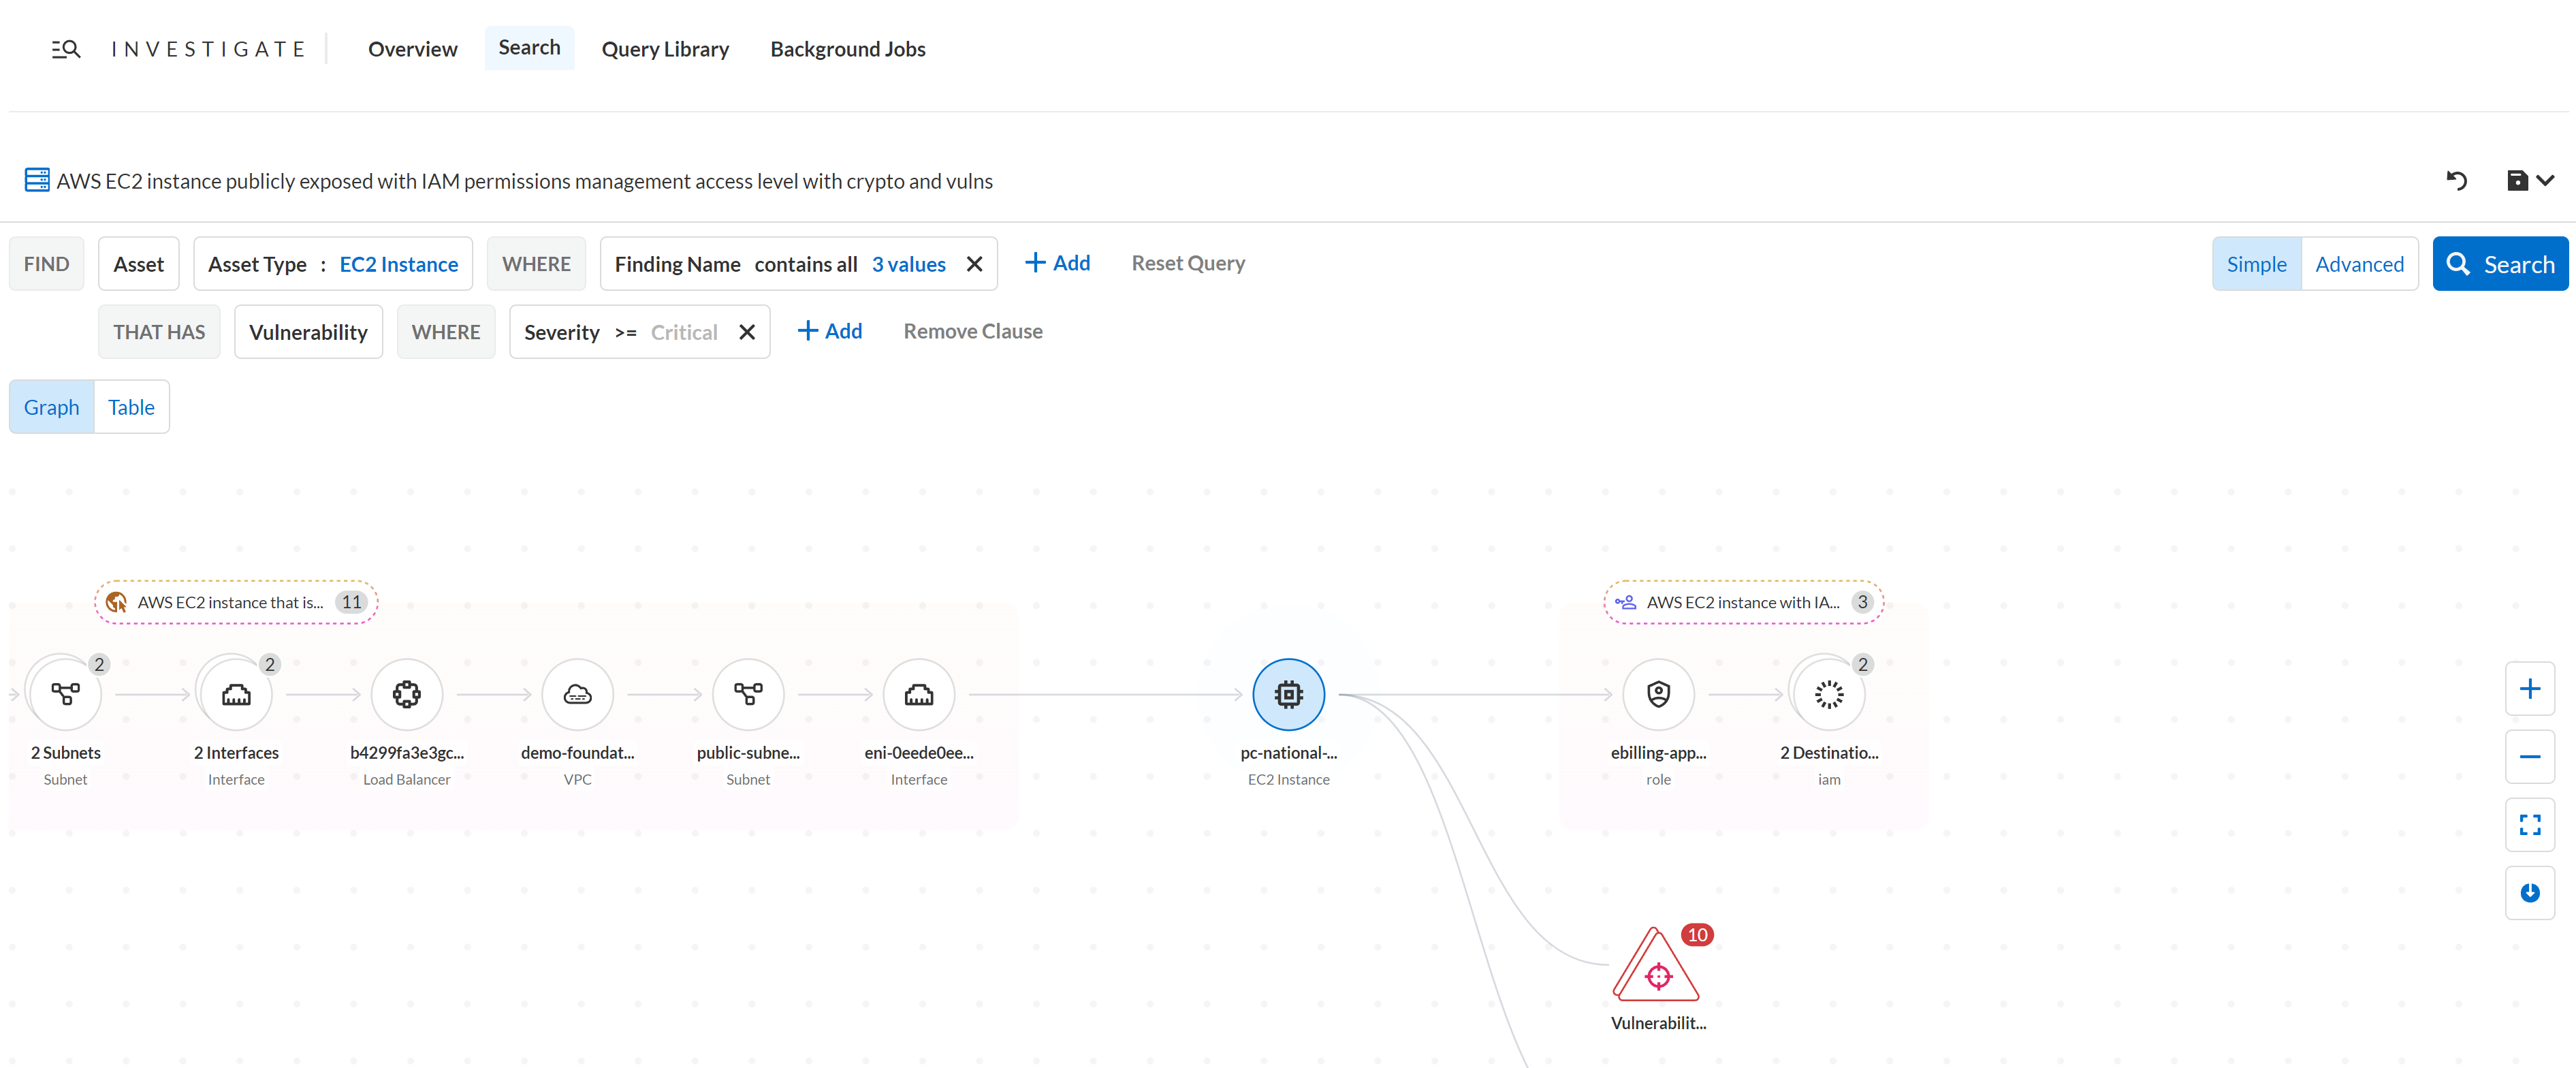 INVESTIGATE Overview Search Query Library Background Jobs
AWS EC2 instance publicly exposed with IAM permissions management access level with crypto and vulns
FIND Asset Asset Type : EC2 Instance WHERE Finding Name contains all 3 values + Add Reset Query Simple Advanced Search
THAT HAS Vulnerability WHERE Severity >= Critical + Add Remove Clause
Graph Table
AWS EC2 instance that is... 11 AWS EC2 instance with IA... 3
2 2 2
2 Subnets 2 Interfaces b4299fa3e3gc... demo-foundat... public-subne... eni-0eede0ee... pc-national-... ebilling-app... 2 Destinatio...
Subnet Interface Load Balancer VPC Subnet Interface EC2 Instance role iam
10
Vulnerabilit...